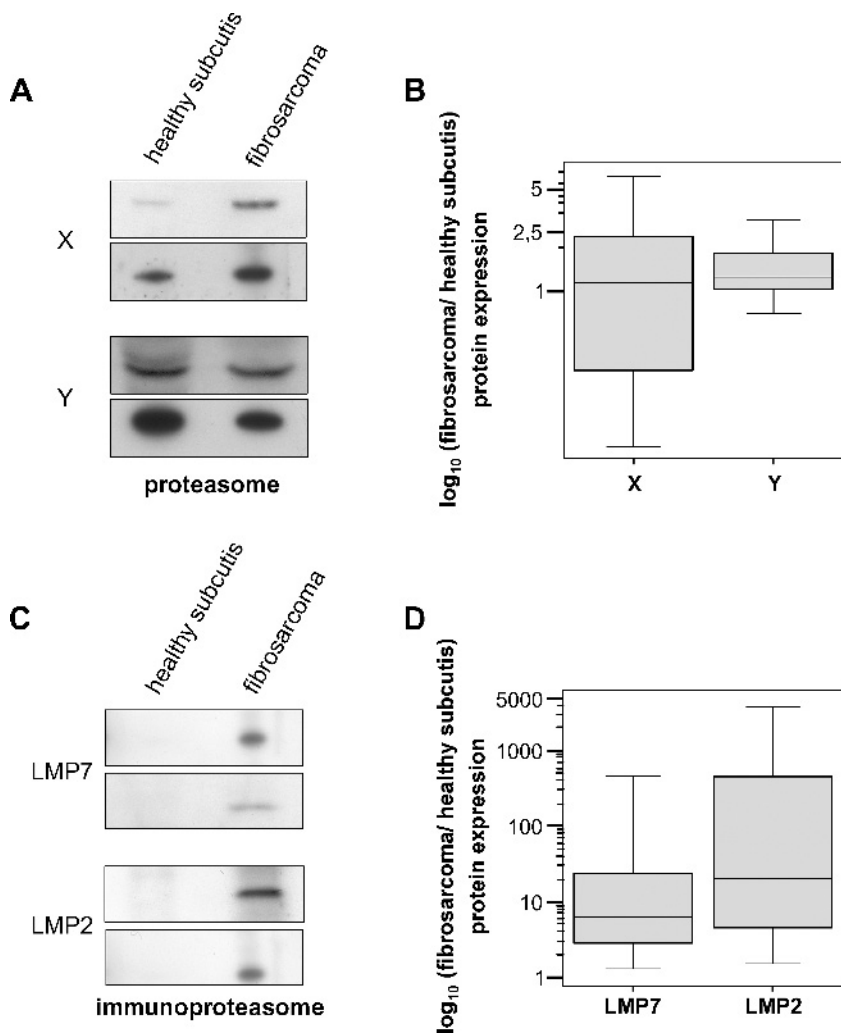 A
healthy subcutis
fibrosarcoma
X
Y
proteasome
B
log₁₀ (fibrosarcoma/ healthy subcutis)
protein expression
5
2,5
1
X
Y
C
healthy subcutis
fibrosarcoma
LMP7
LMP2
immunoproteasome
D
log₁₀ (fibrosarcoma/ healthy subcutis)
protein expression
5000
1000
100
10
1
LMP7
LMP2